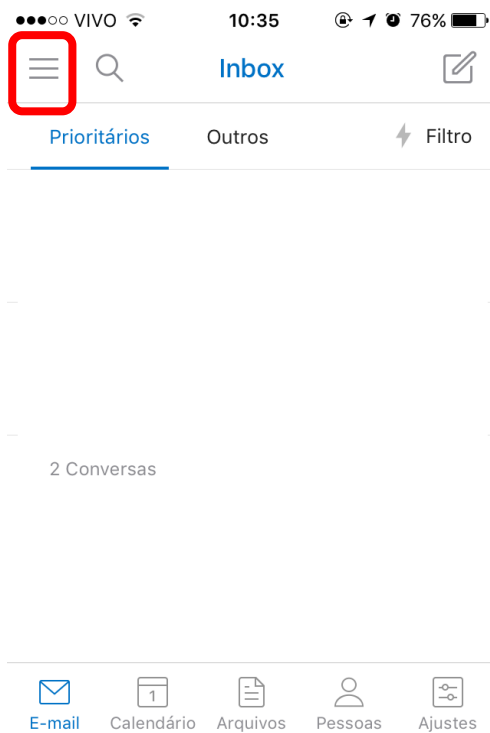 VIVO 10:35 76%
Inbox
Prioritários Outros Filtro
2 Conversas
1
E-mail Calendário Arquivos Pessoas Ajustes